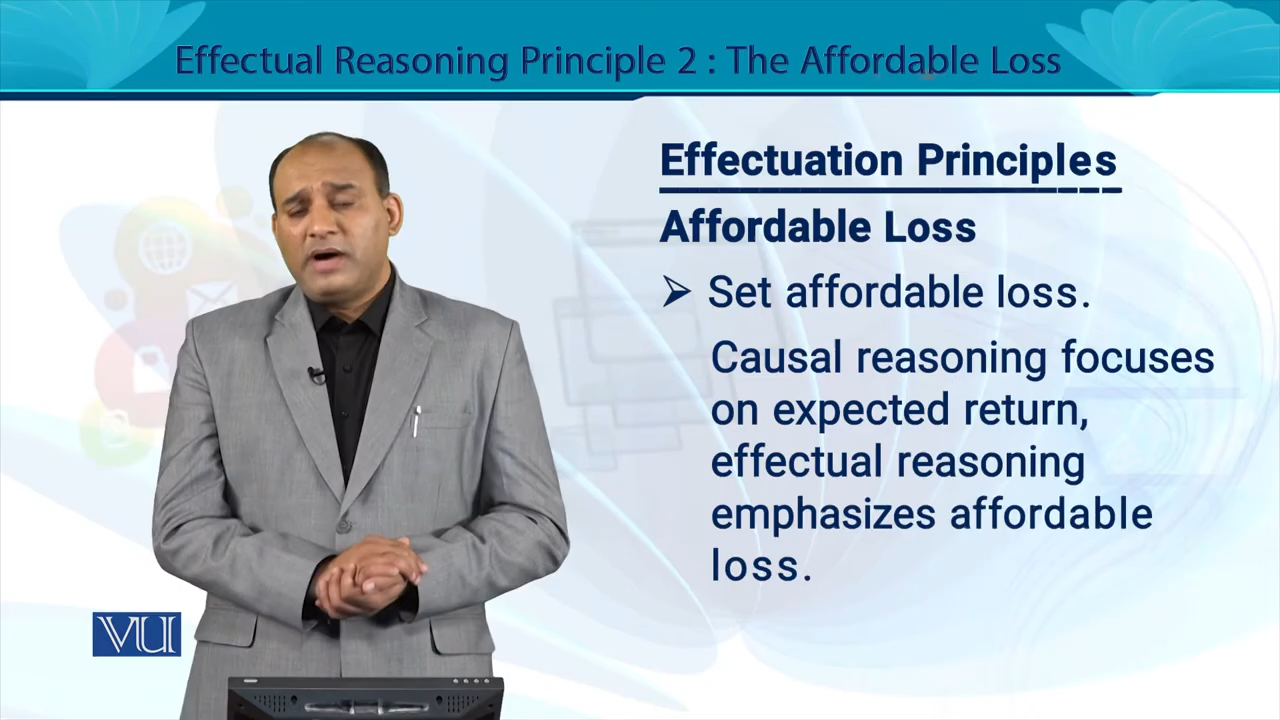 Effectual Reasoning Principle 2 : The Affordable Loss
Effectuation Principles
Affordable Loss
➢ Set affordable loss.
Causal reasoning focuses
on expected return,
effectual reasoning
emphasizes affordable
loss.
VU